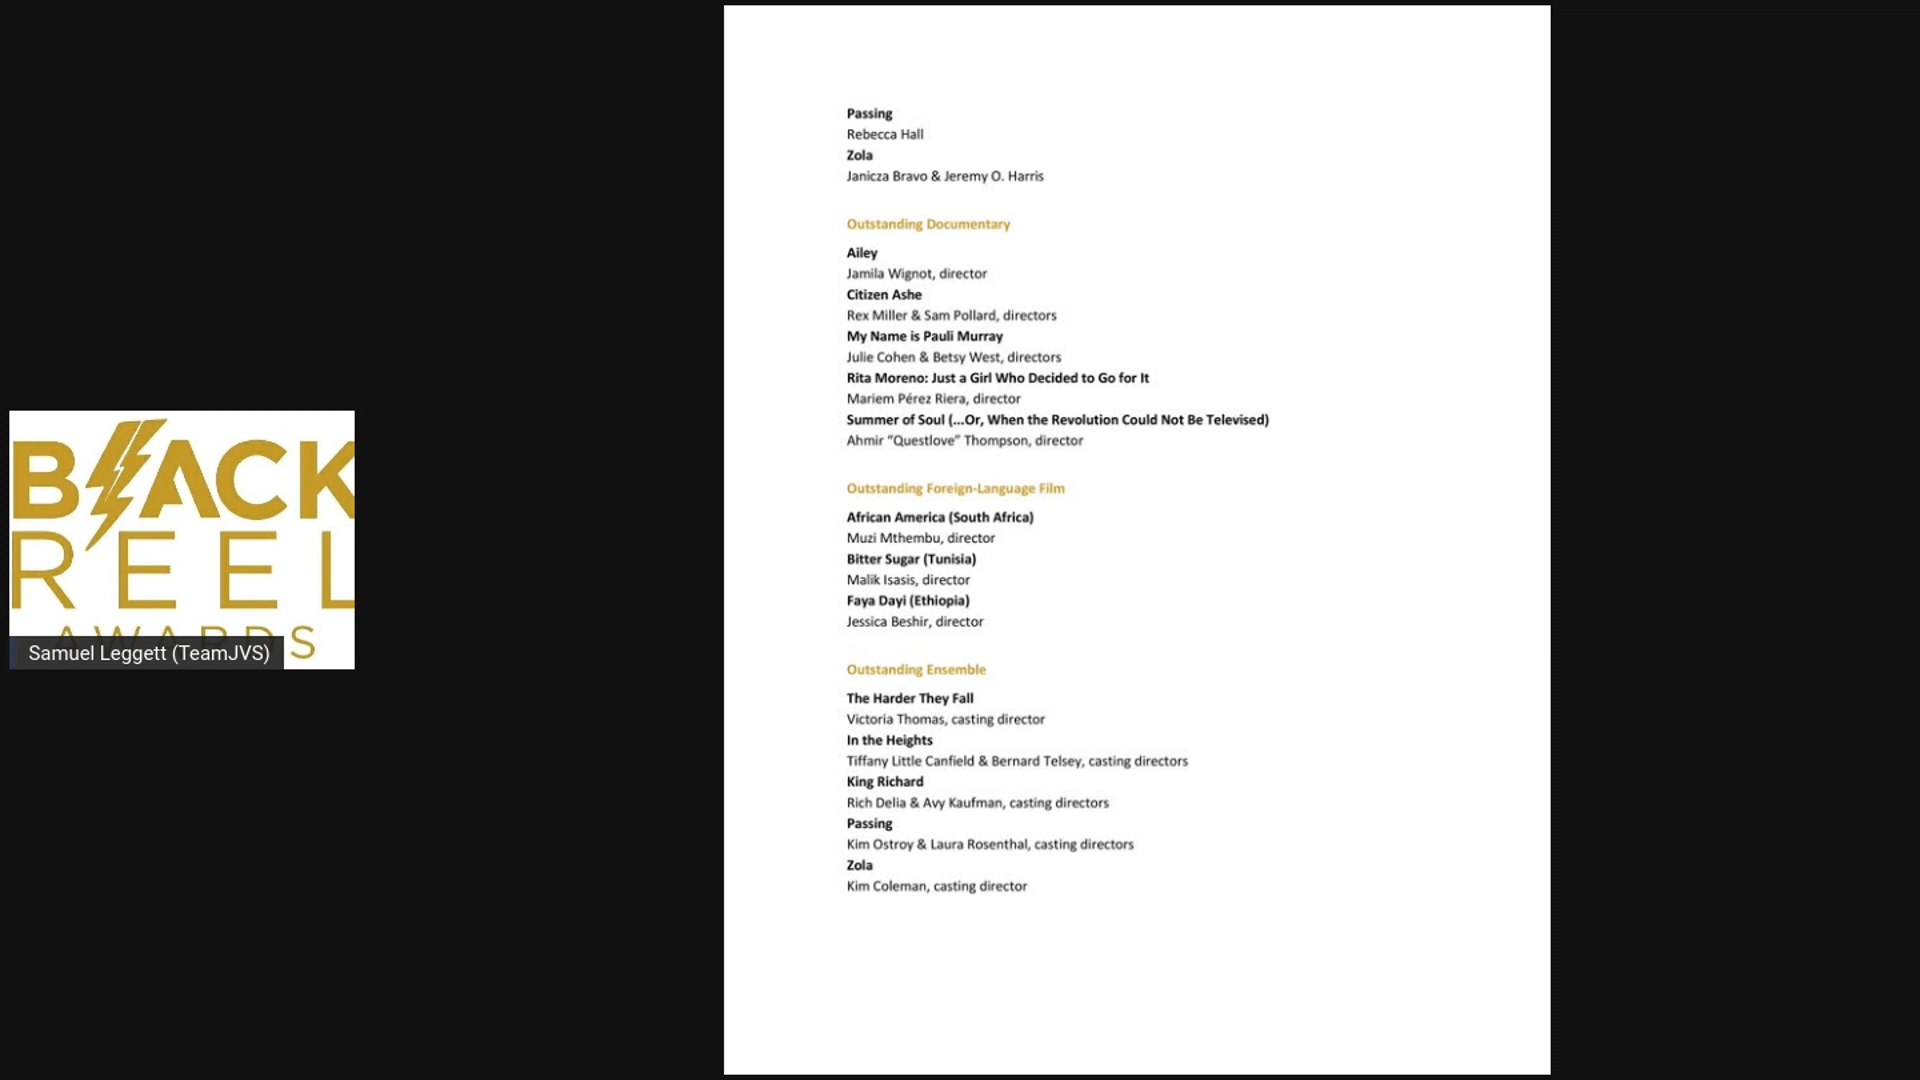 BLACK
REEL
AWARDS
Samuel Leggett (TeamJVS)
Passing
Rebecca Hall
Zola
Janicza Bravo & Jeremy O. Harris
Outstanding Documentary
Ailey
Jamila Wignot, director
Citizen Ashe
Rex Miller & Sam Pollard, directors
My Name is Pauli Murray
Julie Cohen & Betsy West, directors
Rita Moreno: Just a Girl Who Decided to Go for It
Mariem Pérez Riera, director
Summer of Soul (...Or, When the Revolution Could Not Be Televised)
Ahmir “Questlove” Thompson, director
Outstanding Foreign-Language Film
African America (South Africa)
Muzi Mthembu, director
Bitter Sugar (Tunisia)
Malik Isasis, director
Faya Dayi (Ethiopia)
Jessica Beshir, director
Outstanding Ensemble
The Harder They Fall
Victoria Thomas, casting director
In the Heights
Tiffany Little Canfield & Bernard Telsey, casting directors
King Richard
Rich Delia & Avy Kaufman, casting directors
Passing
Kim Ostroy & Laura Rosenthal, casting directors
Zola
Kim Coleman, casting director